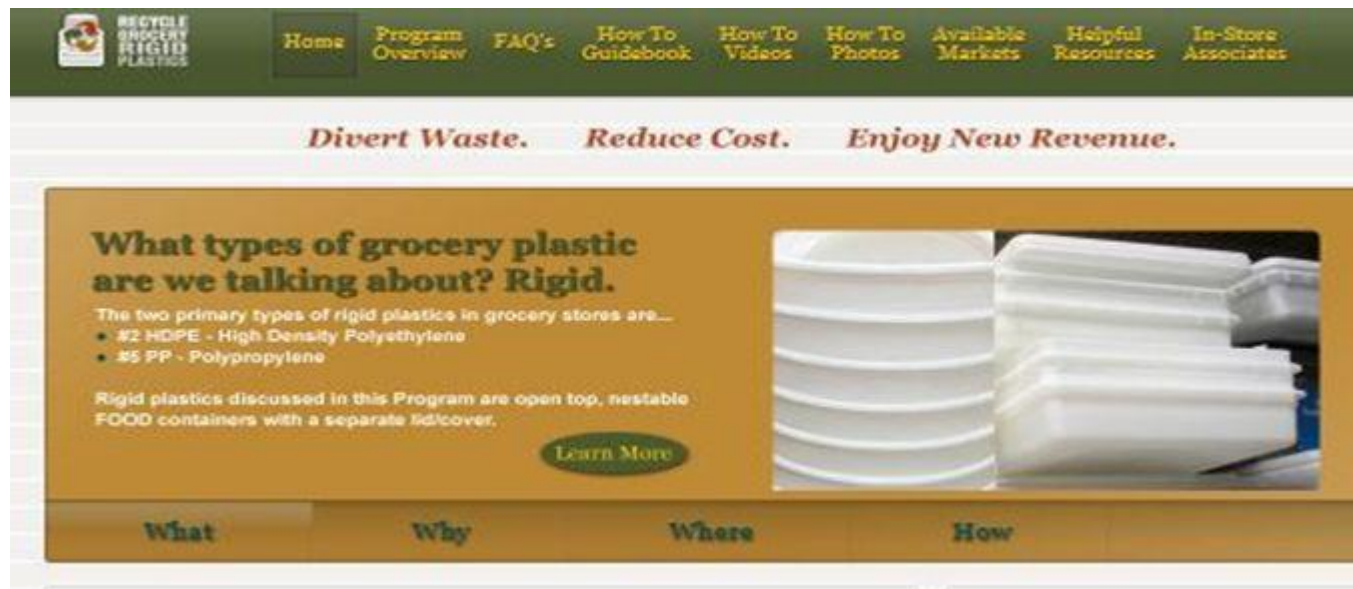 RECYCLE
GROCERY
RIGID
PLASTICS
Home
Program
Overview
FAQ's
How To
Guidebook
How To
Videos
How To
Photos
Available
Markets
Helpful
Resources
In-Store
Associates
Divert Waste. Reduce Cost. Enjoy New Revenue.
What types of grocery plastic
are we talking about? Rigid.
The two primary types of rigid plastics in grocery stores are...
• #2 HDPE - High Density Polyethylene
• #5 PP - Polypropylene
Rigid plastics discussed in this Program are open top, nestable
FOOD containers with a separate lid/cover.
Learn More
What Why Where How